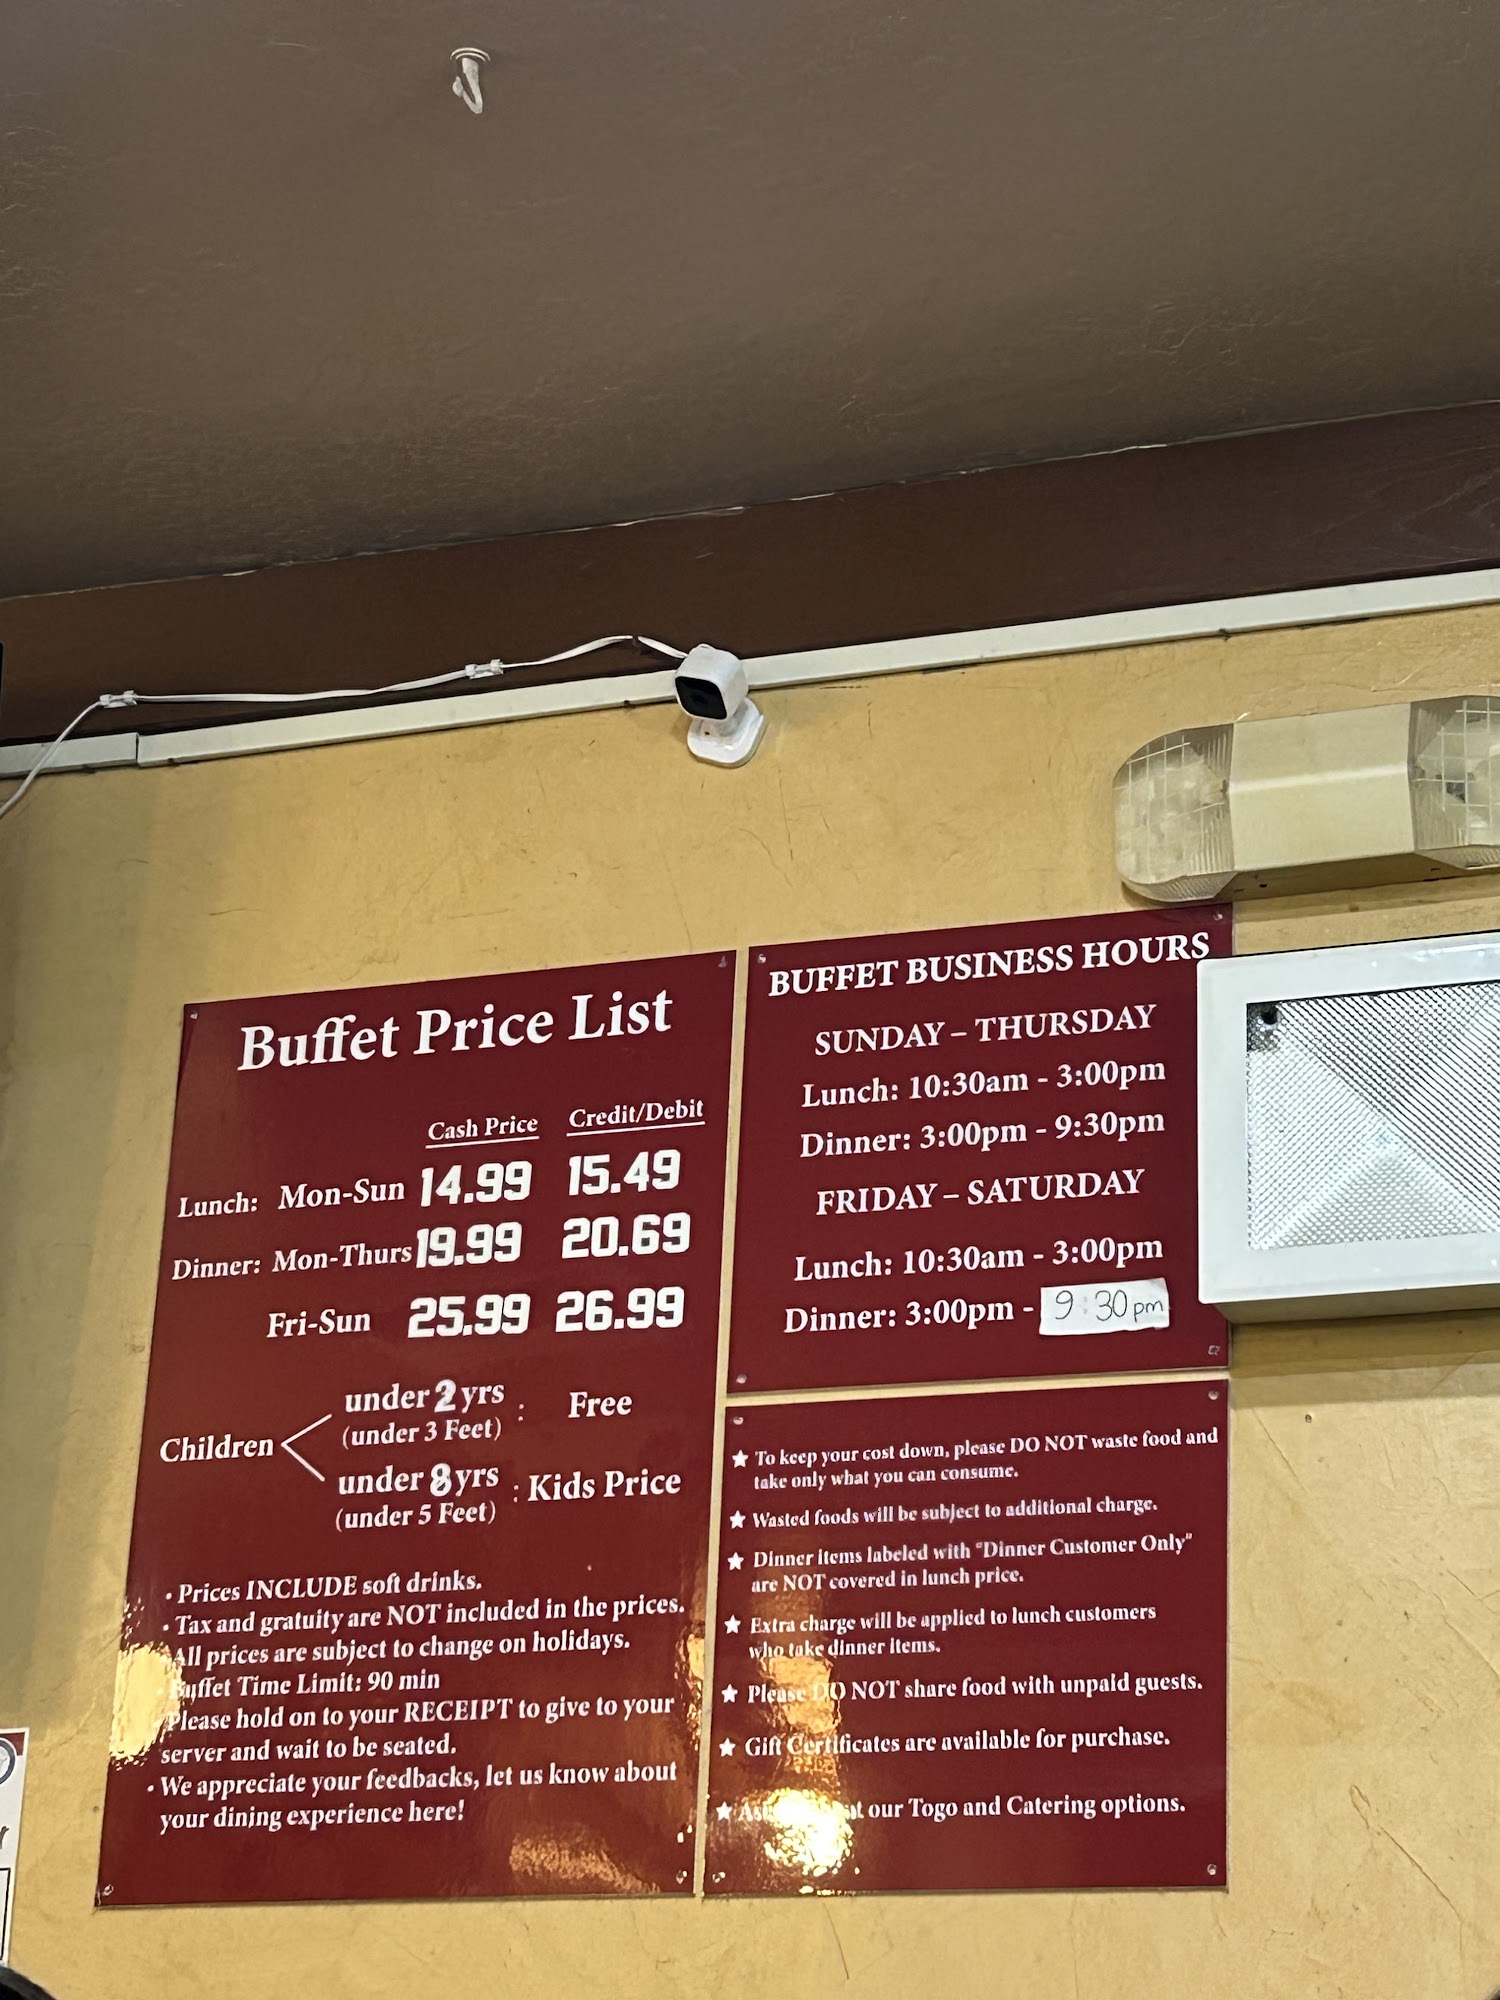 Buffet Price List
Cash Price Credit/Debit
Lunch: Mon-Sun 14.99 15.49
Dinner: Mon-Thurs 19.99 20.69
Fri-Sun 25.99 26.99
Children
under 2 yrs : Free
(under 3 Feet)
under 8 yrs : Kids Price
(under 5 Feet)
• Prices INCLUDE soft drinks.
• Tax and gratuity are NOT included in the prices.
All prices are subject to change on holidays.
Buffet Time Limit: 90 min
Please hold on to your RECEIPT to give to your
server and wait to be seated.
• We appreciate your feedbacks, let us know about
your dining experience here!
BUFFET BUSINESS HOURS
SUNDAY – THURSDAY
Lunch: 10:30am - 3:00pm
Dinner: 3:00pm - 9:30pm
FRIDAY – SATURDAY
Lunch: 10:30am - 3:00pm
Dinner: 3:00pm - 9:30pm
★ To keep your cost down, please DO NOT waste food and
take only what you can consume.
★ Wasted foods will be subject to additional charge.
★ Dinner items labeled with "Dinner Customer Only"
are NOT covered in lunch price.
★ Extra charge will be applied to lunch customers
who take dinner items.
★ Please DO NOT share food with unpaid guests.
★ Gift Certificates are available for purchase.
★ our Togo and Catering options.